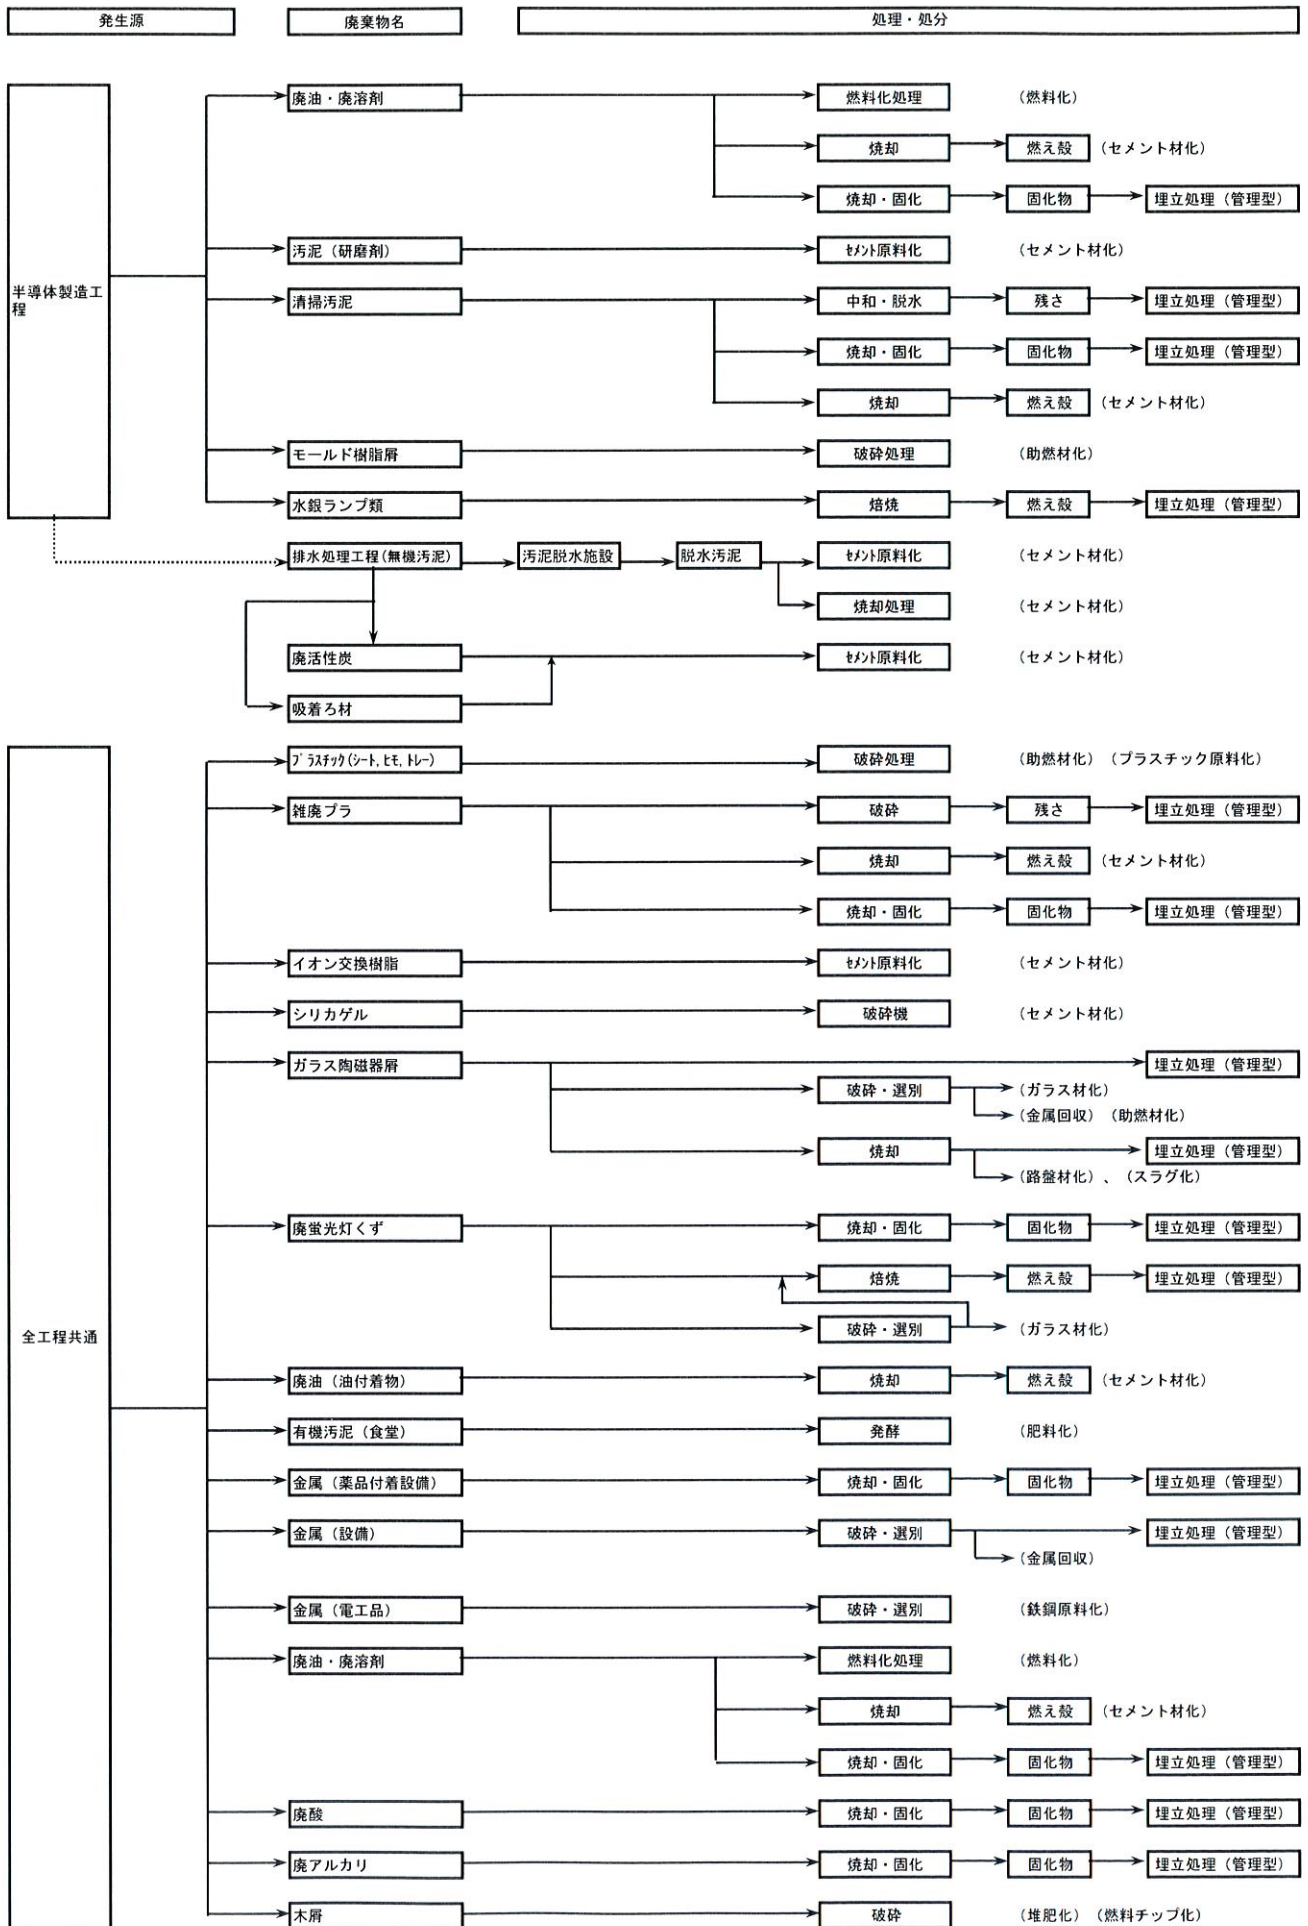 発生源
廃棄物名
処理・処分
廃油・廃溶剤
燃料化処理
(燃料化)
焼却
燃え殻
(セメント材化)
焼却・固化
固化物
埋立処理(管理型)
汚泥(研磨剤)
セメント原料化
(セメント材化)
半導体製造工
程
清掃汚泥
中和・脱水
残さ
埋立処理(管理型)
焼却・固化
固化物
埋立処理(管理型)
焼却
燃え殻
(セメント材化)
モールド樹脂屑
破砕処理
(助燃材化)
水銀ランプ類
焙焼
燃え殻
埋立処理(管理型)
排水処理工程(無機汚泥)
汚泥脱水施設
脱水汚泥
セメント原料化
(セメント材化)
焼却処理
(セメント材化)
廃活性炭
セメント原料化
(セメント材化)
吸着ろ材
プラスチック(シート,ヒモ,トレー)
破砕処理
(助燃材化)(プラスチック原料化)
雑廃プラ
破砕
残さ
埋立処理(管理型)
焼却
燃え殻
(セメント材化)
焼却・固化
固化物
埋立処理(管理型)
イオン交換樹脂
セメント原料化
(セメント材化)
シリカゲル
破砕機
(セメント材化)
ガラス陶磁器屑
埋立処理(管理型)
破砕・選別
(ガラス材化)
(金属回収)(助燃材化)
焼却
埋立処理(管理型)
(路盤材化)、(スラグ化)
廃蛍光灯くず
焼却・固化
固化物
埋立処理(管理型)
焙焼
燃え殻
埋立処理(管理型)
破砕・選別
(ガラス材化)
全工程共通
廃油(油付着物)
焼却
燃え殻
(セメント材化)
有機汚泥(食堂)
発酵
(肥料化)
金属(薬品付着設備)
焼却・固化
固化物
埋立処理(管理型)
金属(設備)
破砕・選別
埋立処理(管理型)
(金属回収)
金属(電工品)
破砕・選別
(鉄鋼原料化)
廃油・廃溶剤
燃料化処理
(燃料化)
焼却
燃え殻
(セメント材化)
焼却・固化
固化物
埋立処理(管理型)
廃酸
焼却・固化
固化物
埋立処理(管理型)
廃アルカリ
焼却・固化
固化物
埋立処理(管理型)
木屑
破砕
(堆肥化)(燃料チップ化)